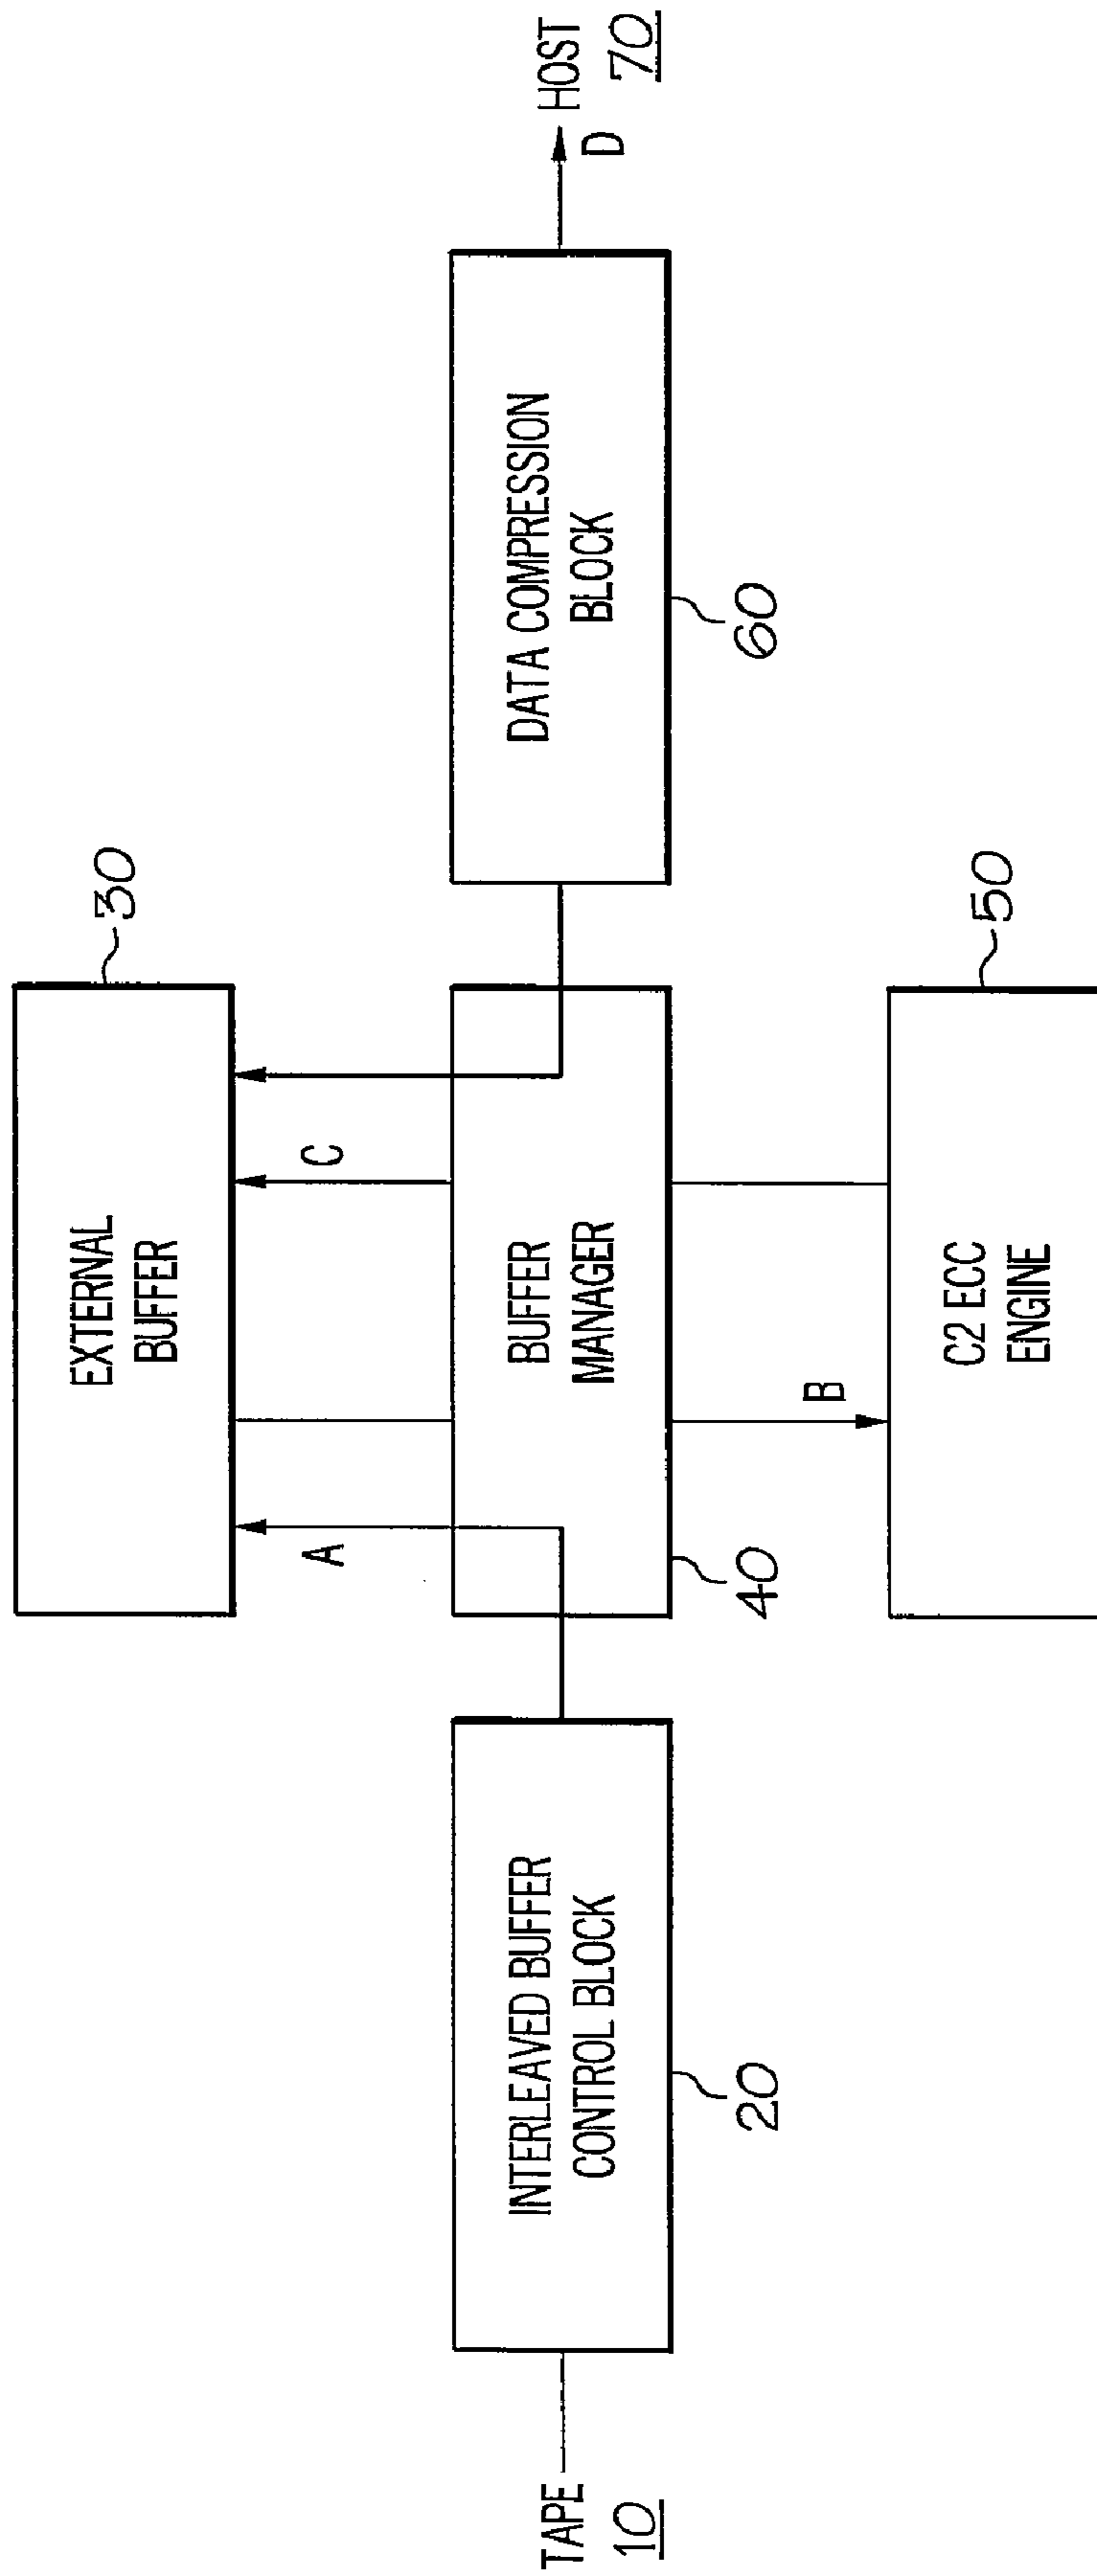 EXTERNAL
BUFFER
30
A
C
TAPE
10
INTERLEAVED BUFFER
CONTROL BLOCK
20
BUFFER
MANAGER
40
DATA COMPRESSION
BLOCK
60
HOST
70
D
B
C2 ECC
ENGINE
50